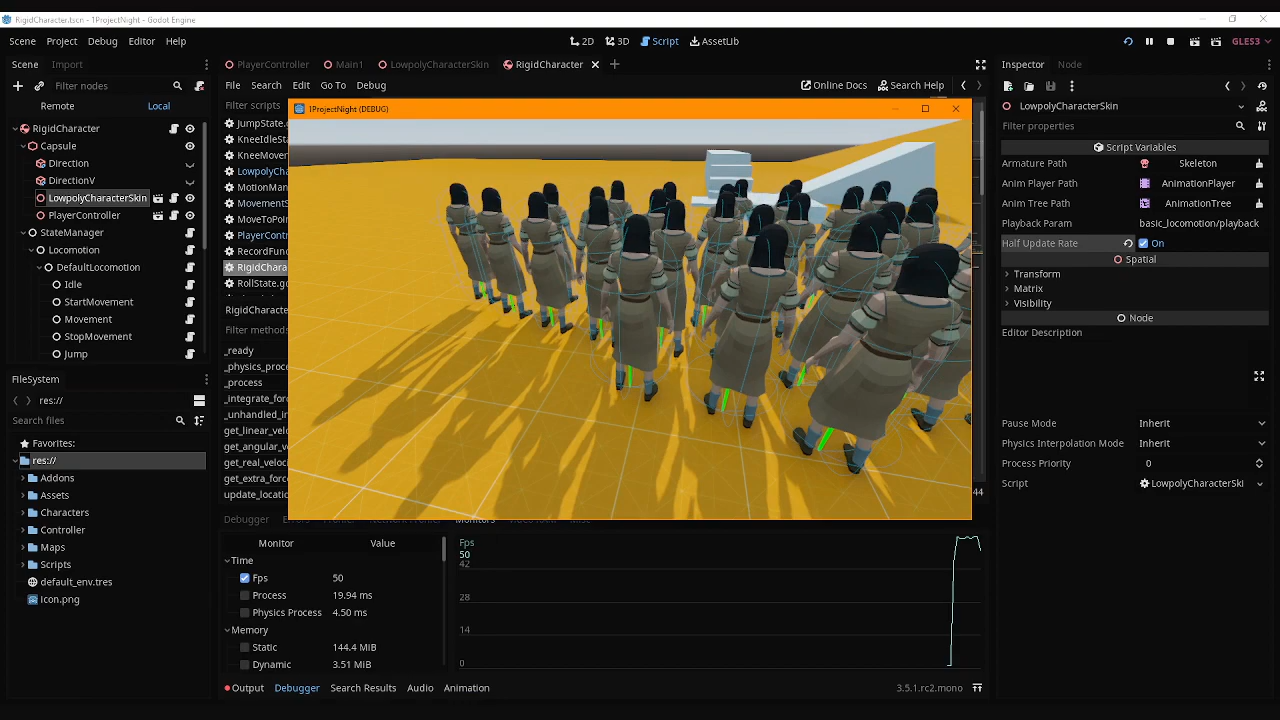 RigidCharacter.tscn - 1ProjectNight - Godot Engine
Scene Project Debug Editor Help
2D 3D Script AssetLib
GLES3
Scene Import
PlayerController Main1 LowpolyCharacterSkin RigidCharacter
Inspector Node
Filter nodes
File Search Edit Go To Debug
Online Docs Search Help
Remote Local
Filter scripts
1ProjectNight (DEBUG)
LowpolyCharacterSkin
Filter properties
RigidCharacter
Capsule
Direction
DirectionV
LowpolyCharacterSkin
PlayerController
StateManager
Locomotion
DefaultLocomotion
Idle
StartMovement
Movement
StopMovement
Jump
JumpState.g
KneeIdleSta
KneeMovem
LowpolyCha
MotionMan
MovementS
MoveToPoin
PlayerContr
RecordFunc
RigidChara
RollState.g
RigidCharacte
Filter methods
_ready
_physics_proce
_process
_integrate_forc
_unhandled_in
get_linear_velo
get_angular_v
get_real_veloci
get_extra_force
update_locatio
44
Script Variables
Armature Path Skeleton
Anim Player Path AnimationPlayer
Anim Tree Path AnimationTree
Playback Param basic_locomotion/playback
Half Update Rate On
Spatial
Transform
Matrix
Visibility
Node
Editor Description
Pause Mode Inherit
Physics Interpolation Mode Inherit
Process Priority 0
Script LowpolyCharacterSki
FileSystem
res://
Search files
Favorites:
res://
Addons
Assets
Characters
Controller
Maps
Scripts
default_env.tres
icon.png
Debugger
Monitor Value
Time
Fps 50
Process 19.94 ms
Physics Process 4.50 ms
Memory
Static 144.4 MiB
Dynamic 3.51 MiB
Fps
50
42
28
14
0
Output Debugger Search Results Audio Animation
3.5.1.rc2.mono